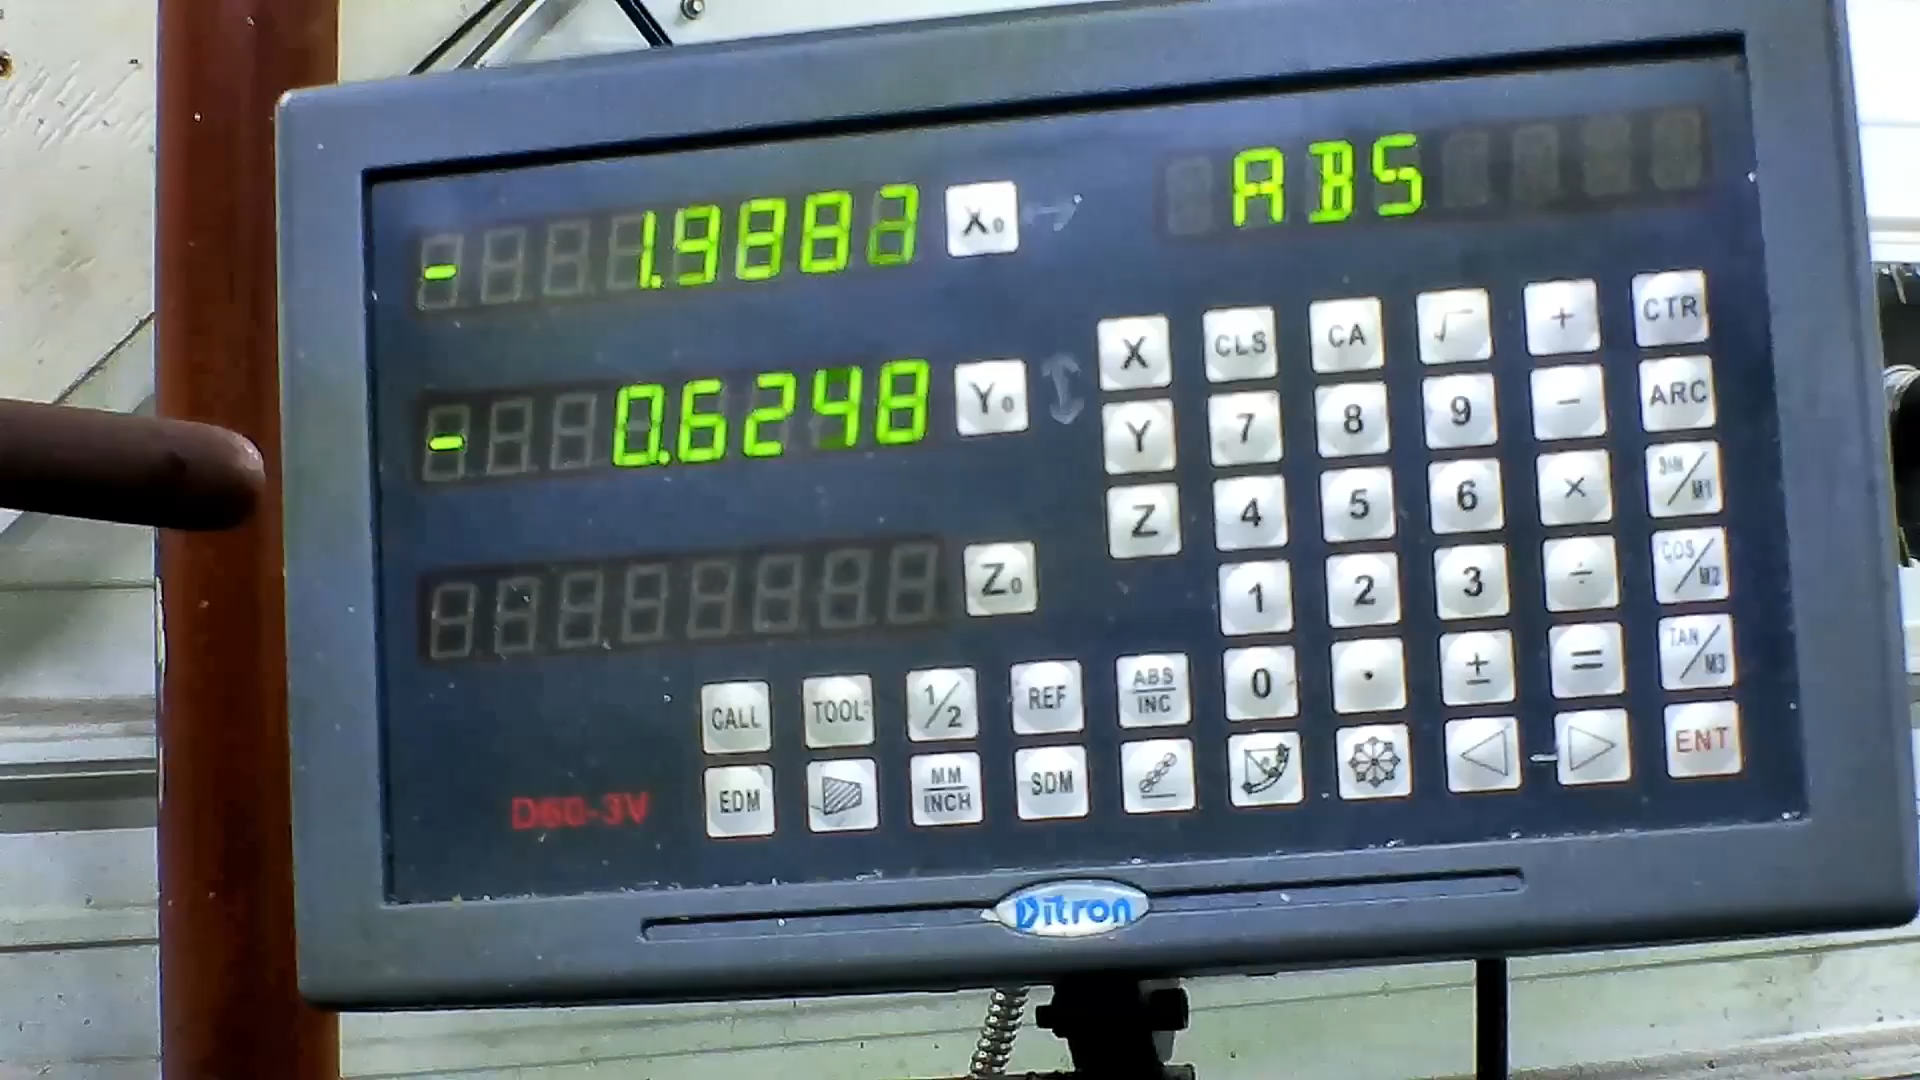 X₀
ABS
- 0.6248 Y₀
Z₀
X CLS CA √ + CTR
Y 7 8 9 - ARC
Z 4 5 6 × SIN/M1
1 2 3 ÷ COS/M2
0 . ± = TAN/M3
CALL TOOL 1/2 REF ABS/INC
D60-3V EDM MM/INCH SDM ENT
Ditron